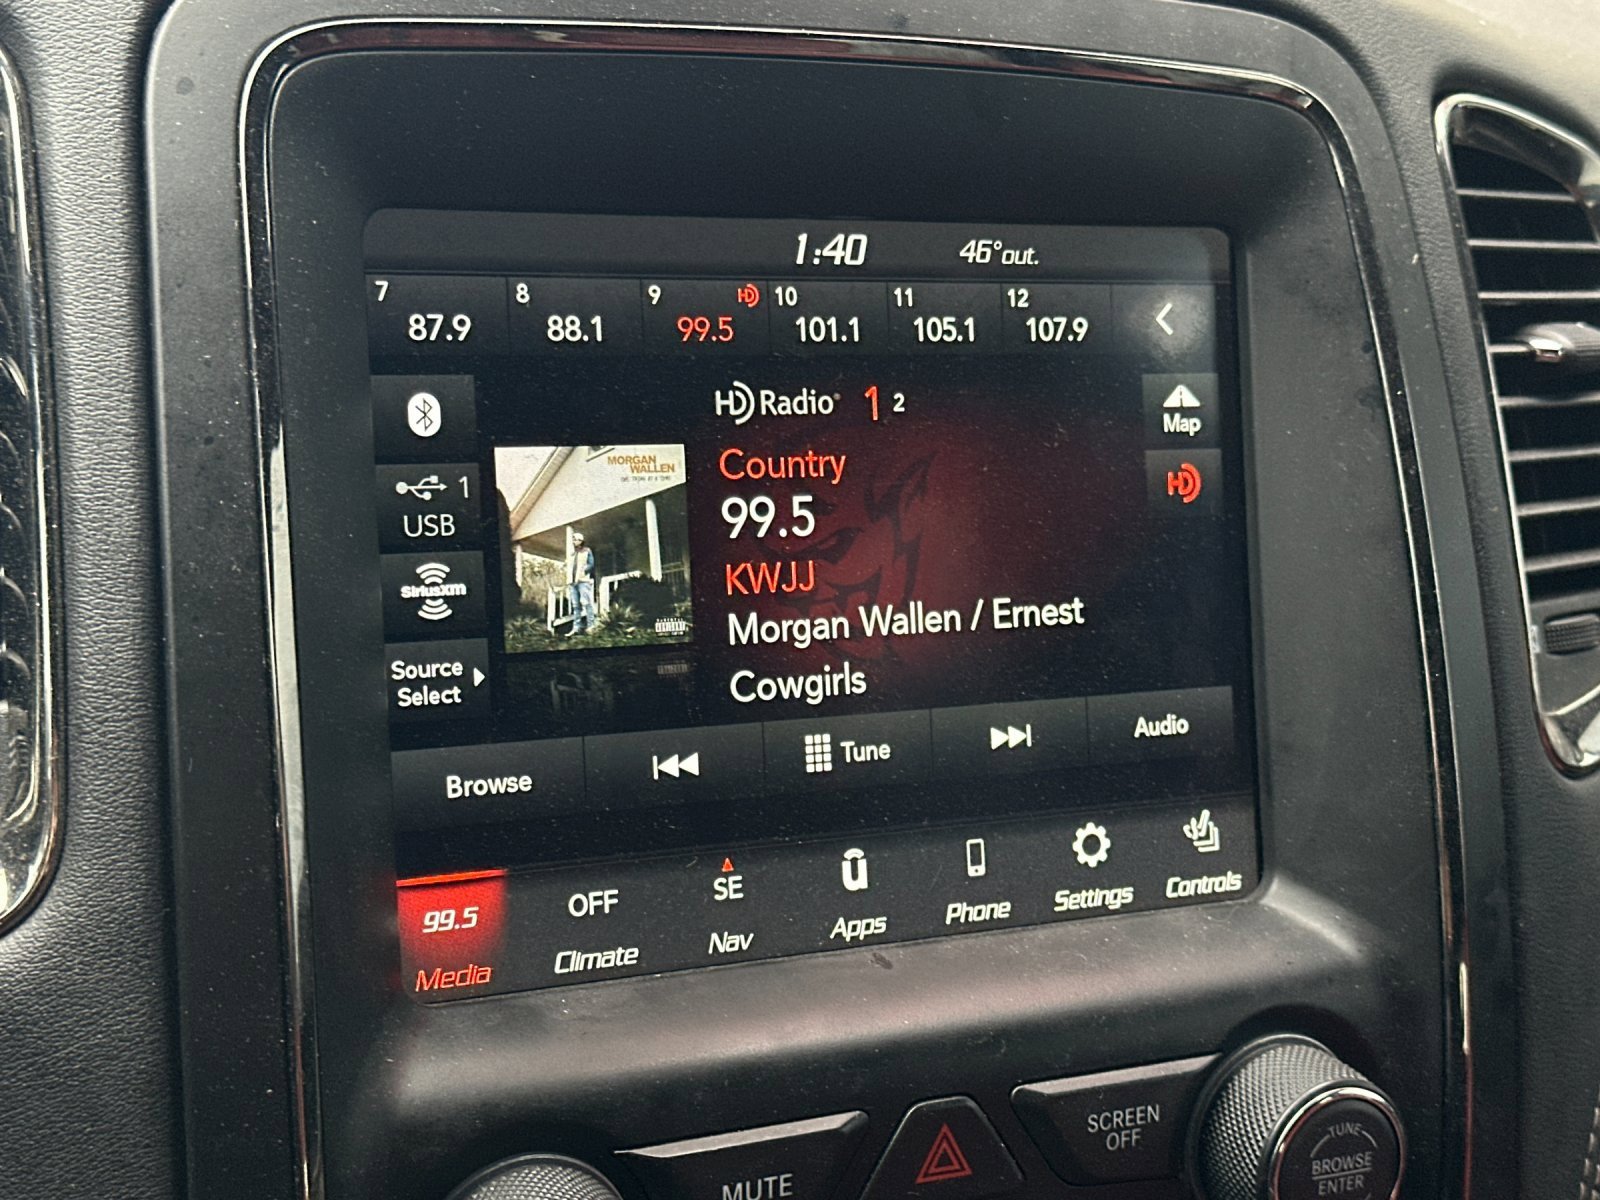 1:40 46°out.
7 8 9 HD 10 11 12
87.9 88.1 99.5 101.1 105.1 107.9
HD Radio 1 2
Map
MORGAN
WALLEN
Country
HD
1
USB
99.5
SiriusXM
KWJJ
Morgan Wallen / Ernest
Source
Select
Cowgirls
Browse Tune Audio
99.5 OFF SE
Media Climate Nav Apps Phone Settings Controls
MUTE
SCREEN
OFF
TUNE
BROWSE
ENTER